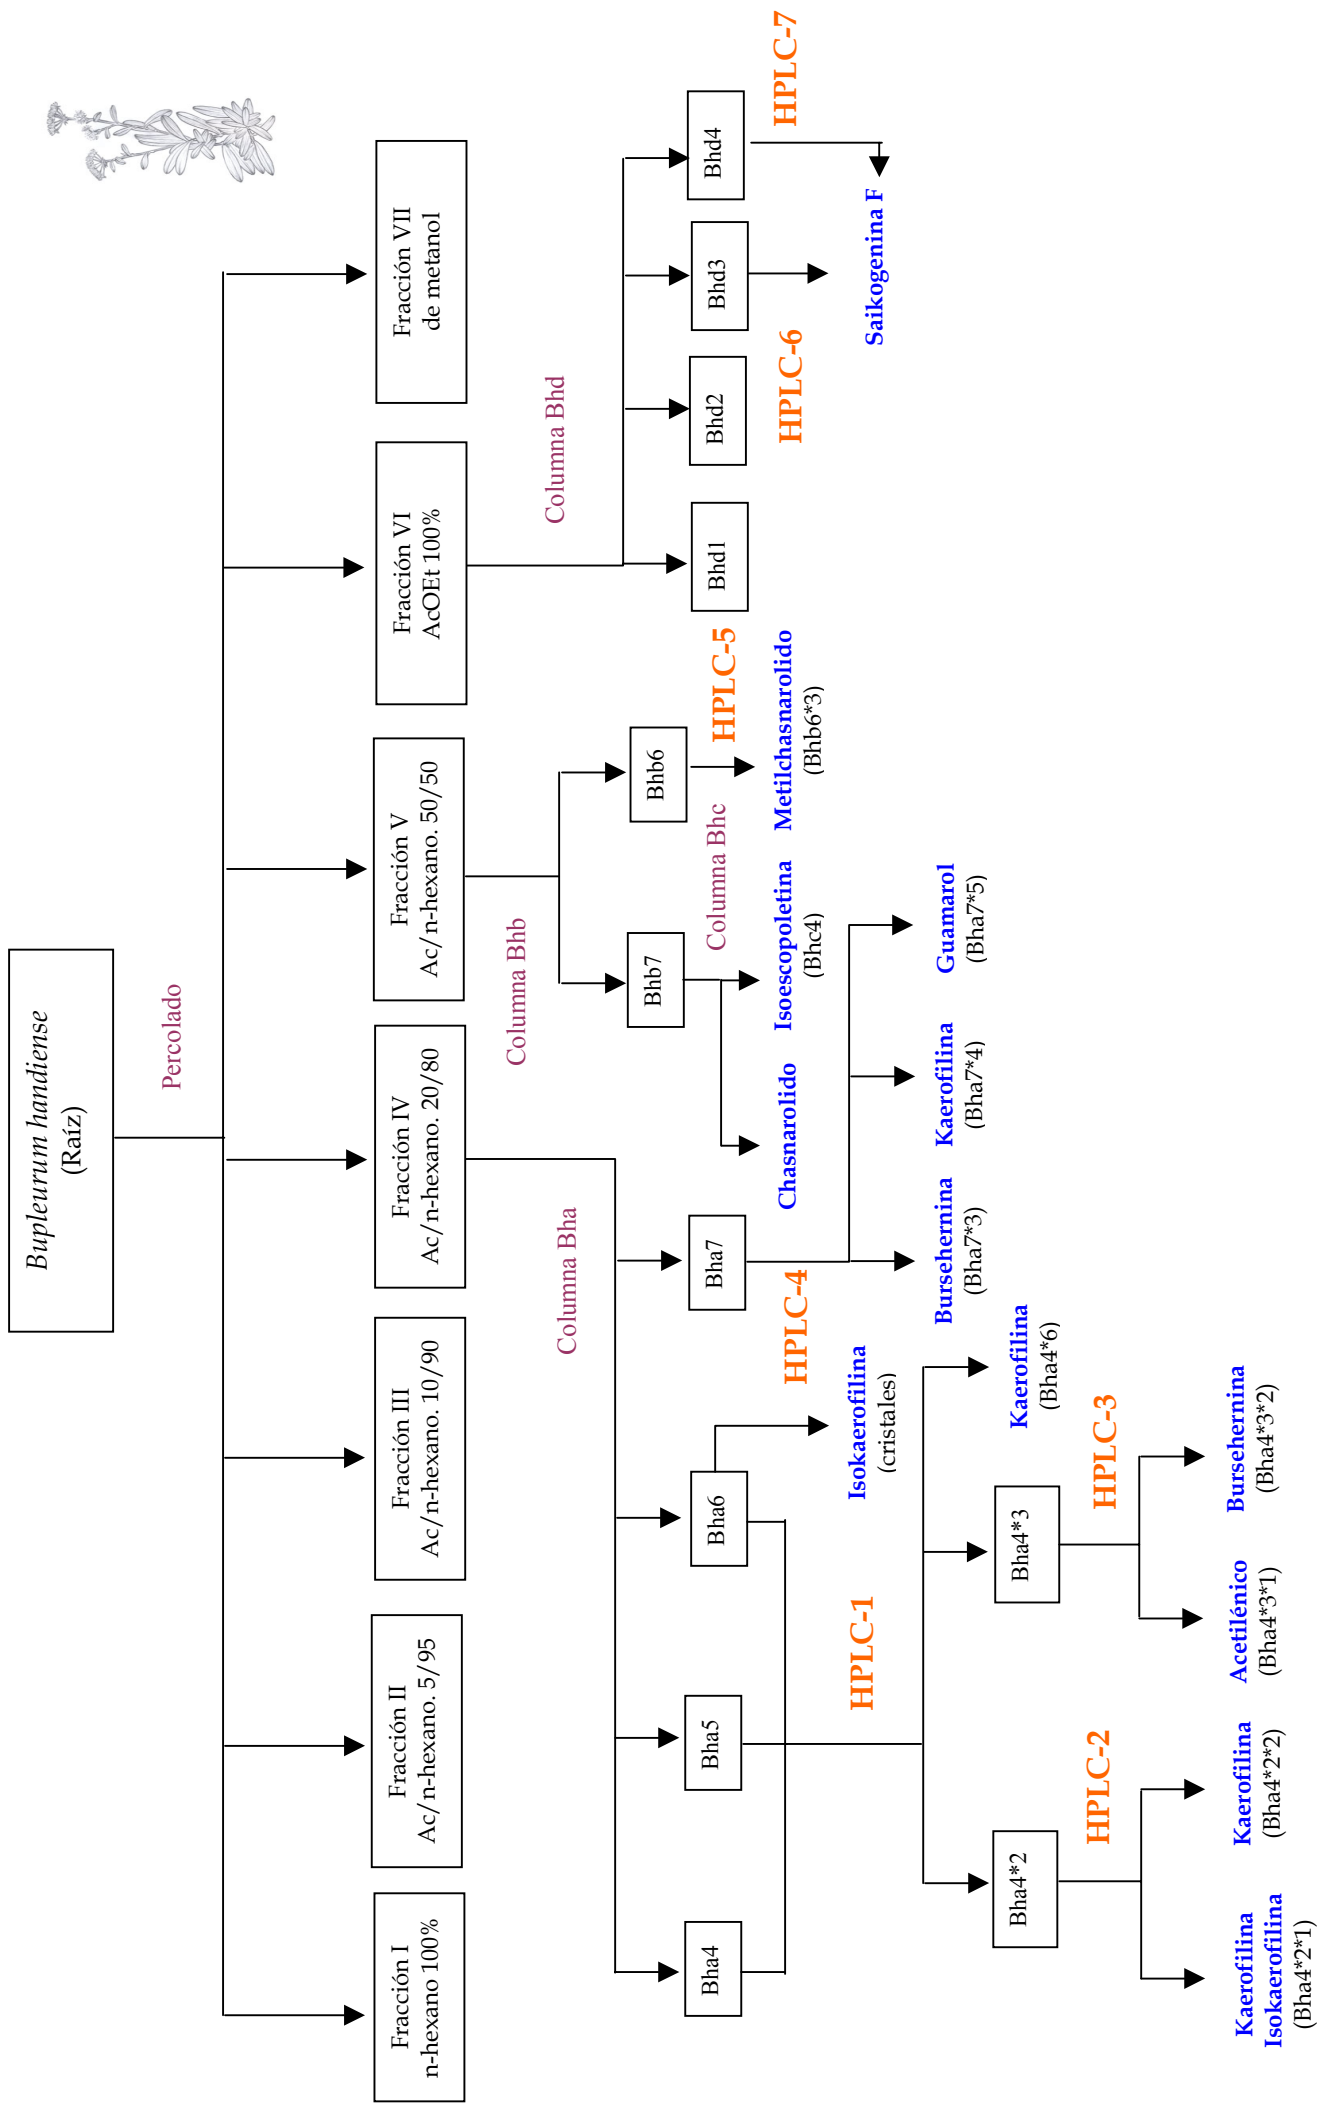 Bupleurum handiense
(Raíz)
Percolado
Fracción I
n-hexano 100%
Fracción II
Ac/n-hexano. 5/95
Fracción III
Ac/n-hexano. 10/90
Fracción IV
Ac/n-hexano. 20/80
Fracción V
Ac/n-hexano. 50/50
Fracción VI
AcOEt 100%
Fracción VII
de metanol
Columna Bha
Columna Bhb
Columna Bhd
Bha4
Bha5
Bha6
Bha7
Bhb7
Bhb6
Bhd1
Bhd2
Bhd3
Bhd4
HPLC-1
HPLC-4
Columna Bhc
HPLC-5
HPLC-6
HPLC-7
Isokaerofilina
(cristales)
Chasnarolido
Isoescopoletina
(Bhc4)
Metilchasnarolido
(Bhb6*3)
Saikogenina F
Bursehernina
(Bha7*3)
Kaerofilina
(Bha7*4)
Guamarol
(Bha7*5)
Bha4*2
Bha4*3
Kaerofilina
(Bha4*6)
HPLC-2
HPLC-3
Kaerofilina
Isokaerofilina
(Bha4*2*1)
Kaerofilina
(Bha4*2*2)
Acetilénico
(Bha4*3*1)
Bursehernina
(Bha4*3*2)